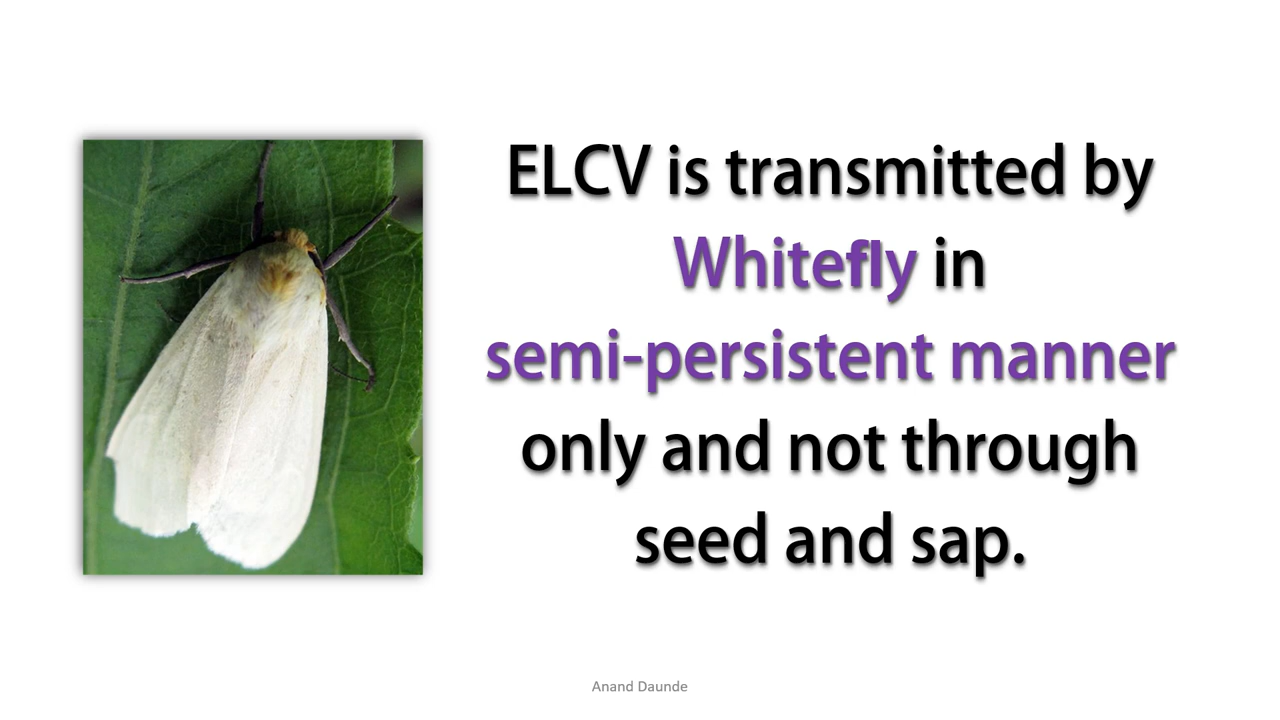 ELCV is transmitted by
Whitefly in
semi-persistent manner
only and not through
seed and sap.
Anand Daunde